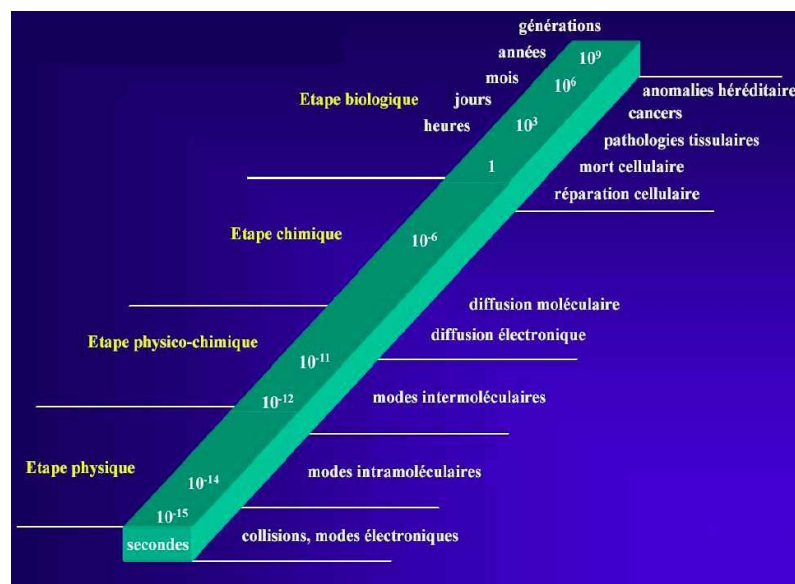 générations
années
10⁹
mois
10⁶
anomalies héréditaire
Etape biologique
jours
cancers
heures
10³
pathologies tissulaires
1
mort cellulaire
réparation cellulaire
Etape chimique
10⁻⁶
diffusion moléculaire
Etape physico-chimique
diffusion électronique
10⁻¹¹
10⁻¹²
modes intermoléculaires
Etape physique
modes intramoléculaires
10⁻¹⁴
10⁻¹⁵
secondes
collisions, modes électroniques